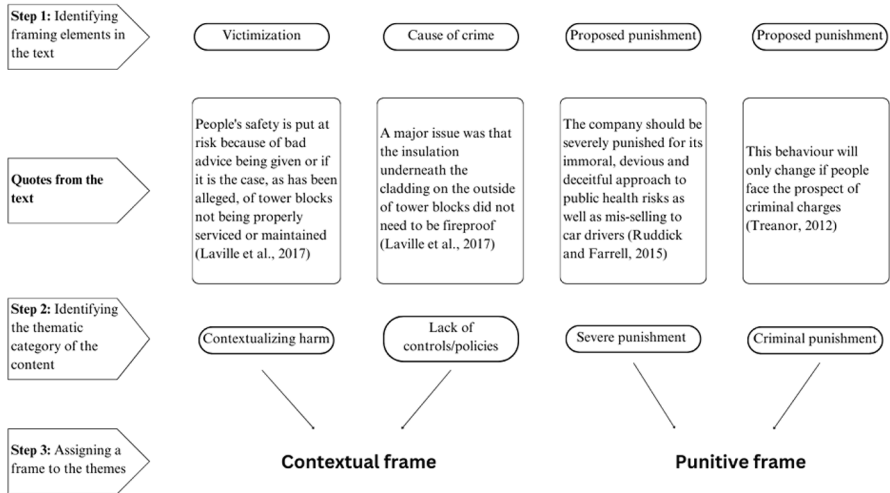 Step 1: Identifying
framing elements in
the text
Victimization
Cause of crime
Proposed punishment
Proposed punishment
Quotes from the
text
People's safety is put at
risk because of bad
advice being given or if
it is the case, as has been
alleged, of tower blocks
not being properly
serviced or maintained
(Laville et al., 2017)
A major issue was that
the insulation
underneath the
cladding on the outside
of tower blocks did not
need to be fireproof
(Laville et al., 2017)
The company should be
severely punished for its
immoral, devious and
deceitful approach to
public health risks as
well as mis-selling to
car drivers (Ruddick
and Farrell, 2015)
This behaviour will
only change if people
face the prospect of
criminal charges
(Treanor, 2012)
Step 2: Identifying
the thematic
category of the
content
Contextualizing harm
Lack of
controls/policies
Severe punishment
Criminal punishment
Step 3: Assigning a
frame to the themes
Contextual frame
Punitive frame